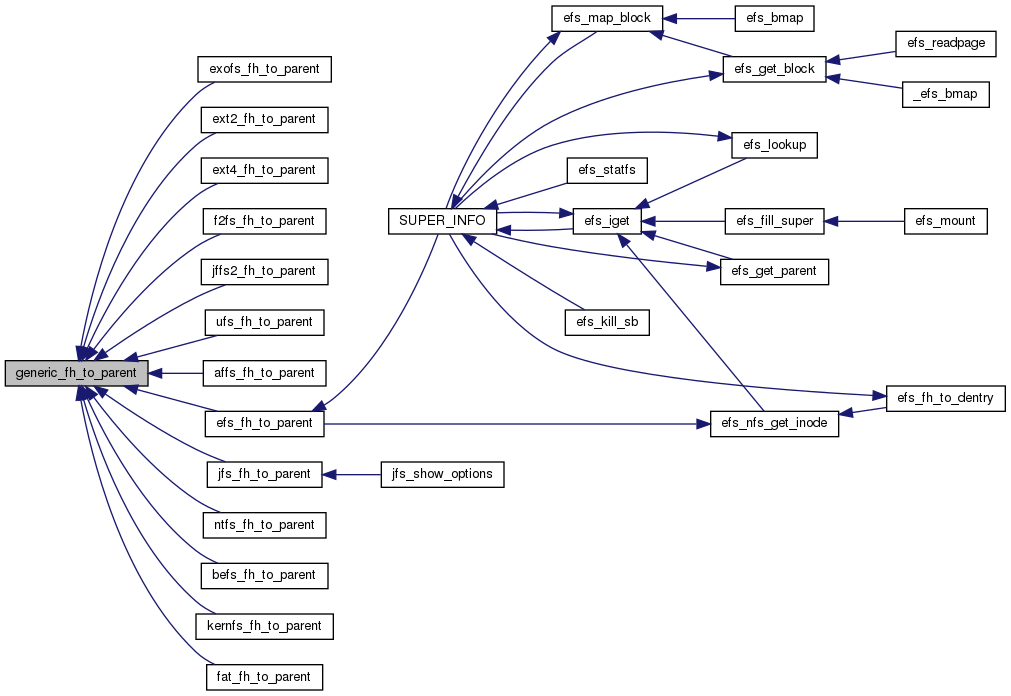 efs_map_block
efs_bmap
efs_readpage
exofs_fh_to_parent
efs_get_block
_efs_bmap
ext2_fh_to_parent
efs_lookup
ext4_fh_to_parent
efs_statfs
f2fs_fh_to_parent
SUPER_INFO
efs_iget
efs_fill_super
efs_mount
jffs2_fh_to_parent
efs_get_parent
ufs_fh_to_parent
efs_kill_sb
generic_fh_to_parent
affs_fh_to_parent
efs_fh_to_dentry
efs_fh_to_parent
efs_nfs_get_inode
jfs_fh_to_parent
jfs_show_options
ntfs_fh_to_parent
befs_fh_to_parent
kernfs_fh_to_parent
fat_fh_to_parent